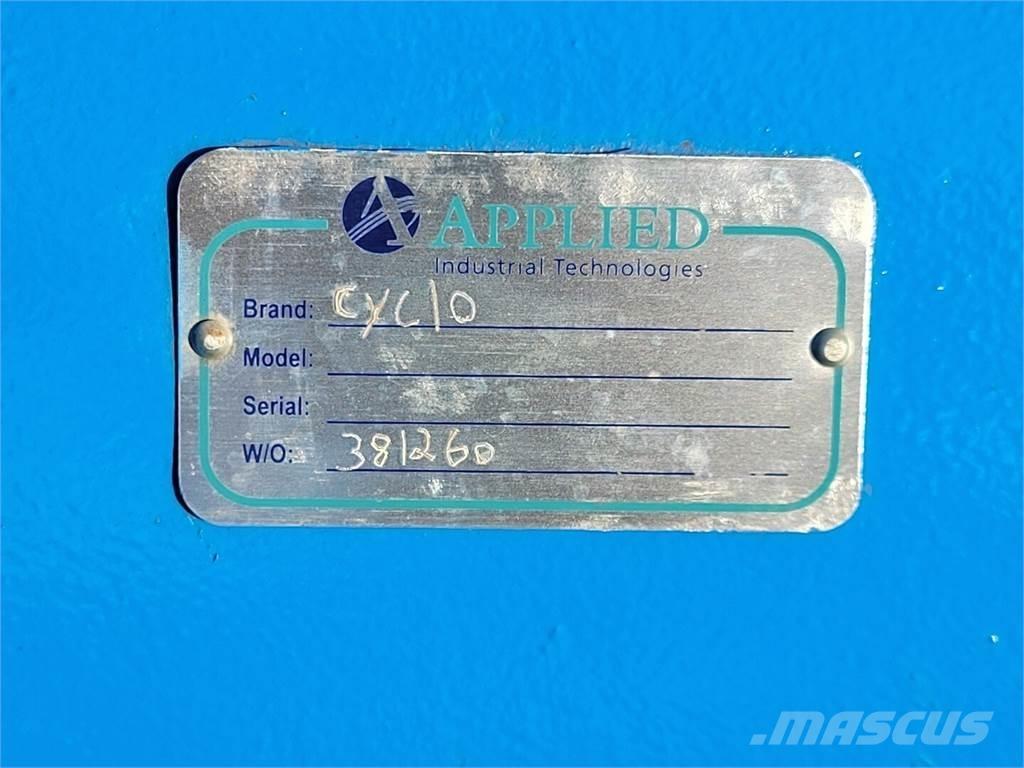 A APPLIED
Industrial Technologies
Brand: CYClO
Model:
Serial:
W/O: 381260
.MASCUS